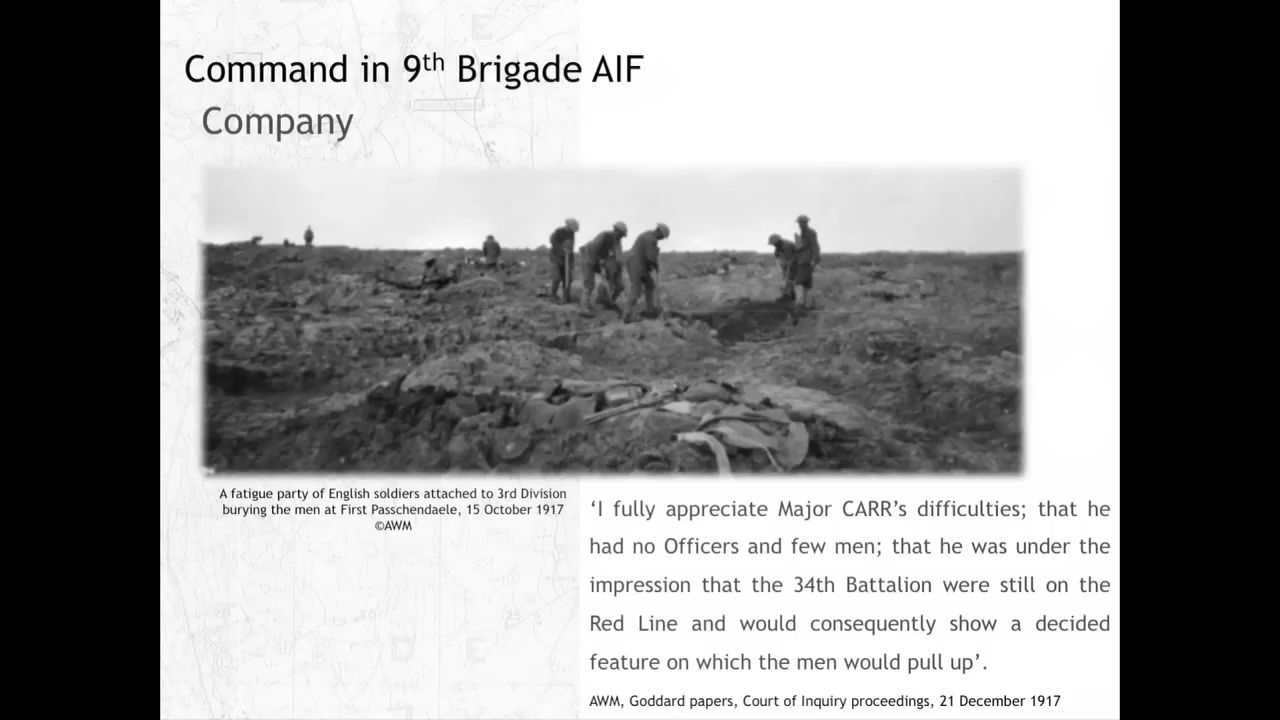 Command in 9th Brigade AIF
Company
A fatigue party of English soldiers attached to 3rd Division
burying the men at First Passchendaele, 15 October 1917
©AWM
‘I fully appreciate Major CARR’s difficulties; that he
had no Officers and few men; that he was under the
impression that the 34th Battalion were still on the
Red Line and would consequently show a decided
feature on which the men would pull up’.
AWM, Goddard papers, Court of Inquiry proceedings, 21 December 1917